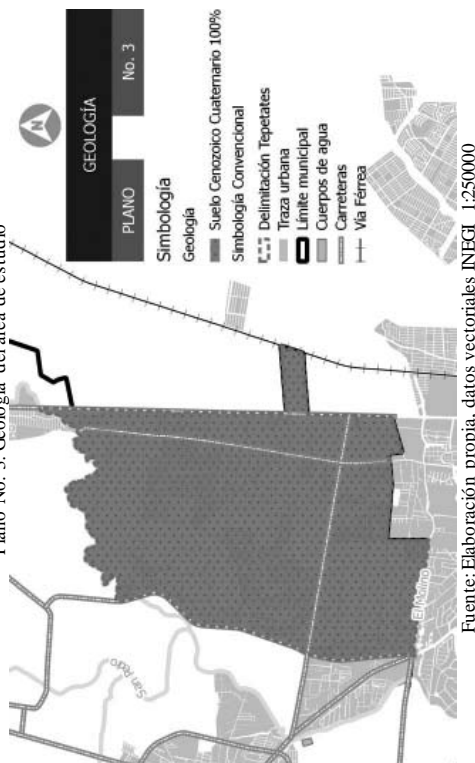 Plano No. 3. Geología del área de estudio
N
GEOLOGÍA
PLANO
No. 3
Simbología
Geología
Suelo Cenozoico Cuaternario 100%
Simbología Convencional
Delimitación Tepetates
Traza urbana
Límite municipal
Cuerpos de agua
Carreteras
Vía Férrea
San Pedro
El Molino
Fuente: Elaboración propia, datos vectoriales INEGI 1:250000